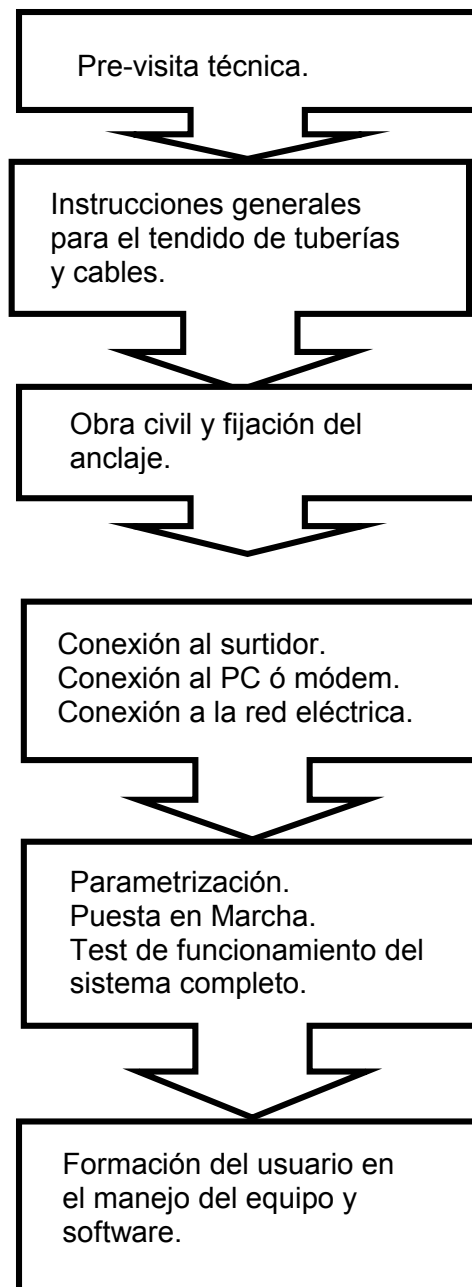 Pre-visita técnica.
Instrucciones generales
para el tendido de tuberías
y cables.
Obra civil y fijación del
anclaje.
Conexión al surtidor.
Conexión al PC ó módem.
Conexión a la red eléctrica.
Parametrización.
Puesta en Marcha.
Test de funcionamiento del
sistema completo.
Formación del usuario en
el manejo del equipo y
software.